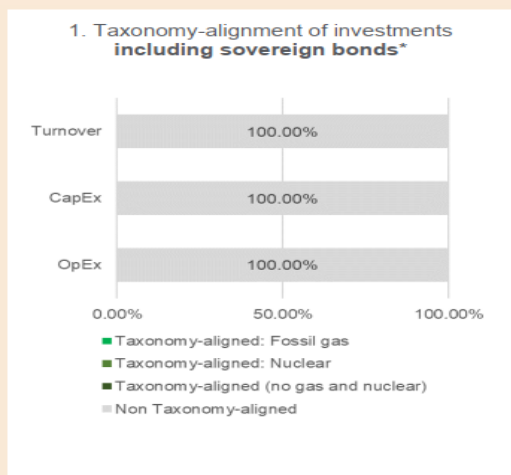 1. Taxonomy-alignment of investments
including sovereign bonds*
Turnover 100.00%
CapEx 100.00%
OpEx 100.00%
0.00% 50.00% 100.00%
Taxonomy-aligned: Fossil gas
Taxonomy-aligned: Nuclear
Taxonomy-aligned (no gas and nuclear)
Non Taxonomy-aligned